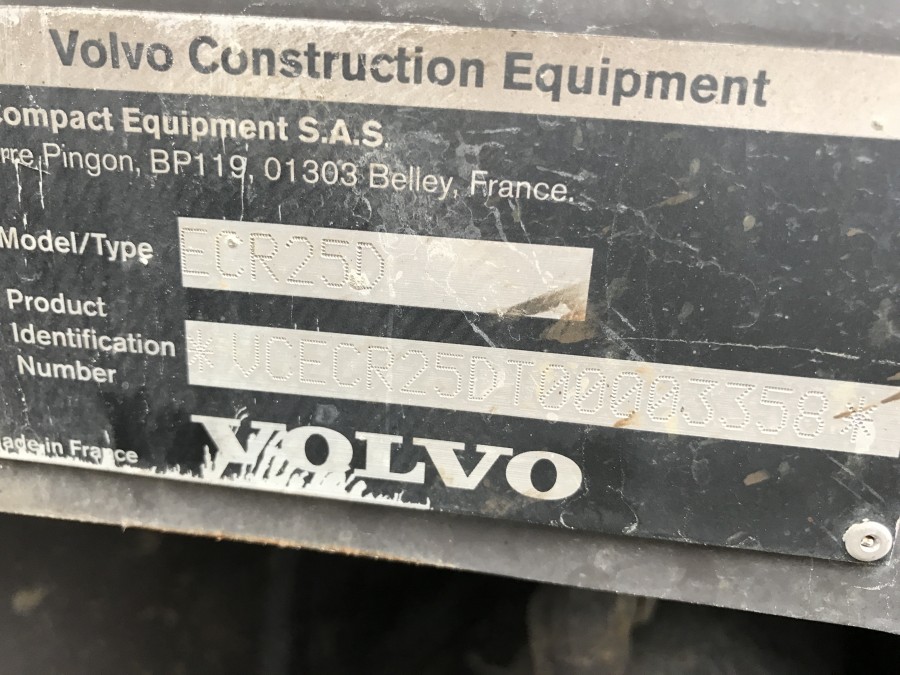 Volvo Construction Equipment
Compact Equipment S.A.S.
Pingon, BP119, 01303 Belley, France.
Model/Type ECR25D
Product
Identification
Number
*VCECR25DT00003358*
made in France
VOLVO